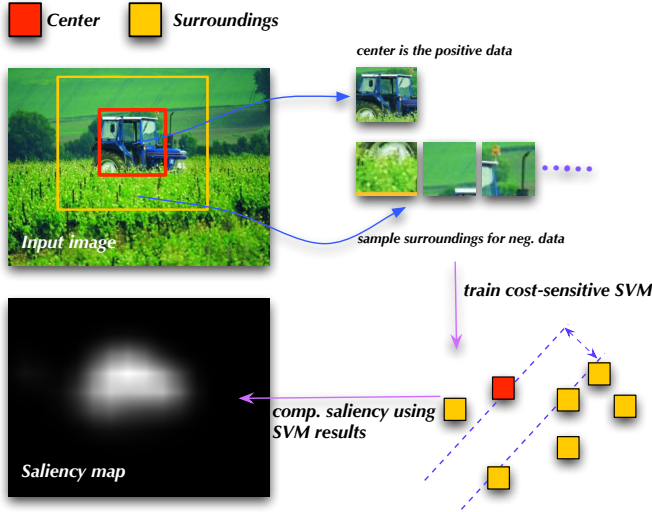 Center
Surroundings
center is the positive data
Input image
sample surroundings for neg. data
train cost-sensitive SVM
comp. saliency using
SVM results
Saliency map